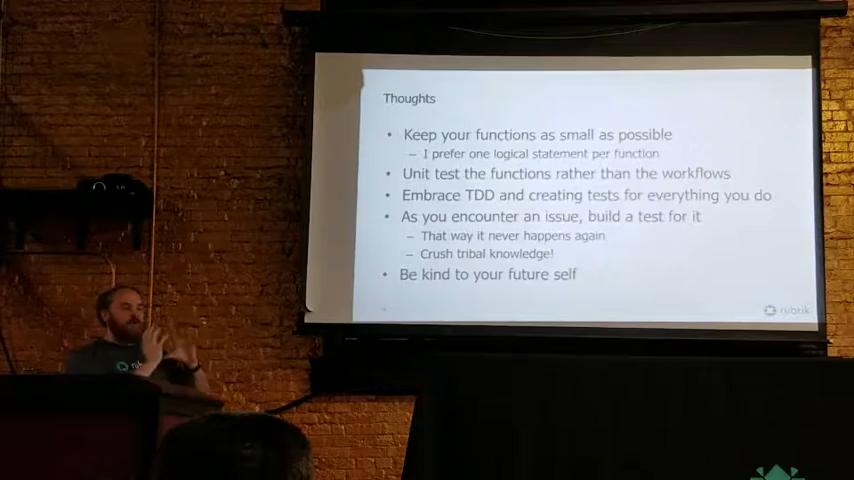 Thoughts
• Keep your functions as small as possible
– I prefer one logical statement per function
• Unit test the functions rather than the workflows
• Embrace TDD and creating tests for everything you do
• As you encounter an issue, build a test for it
– That way it never happens again
– Crush tribal knowledge!
• Be kind to your future self
rubrik